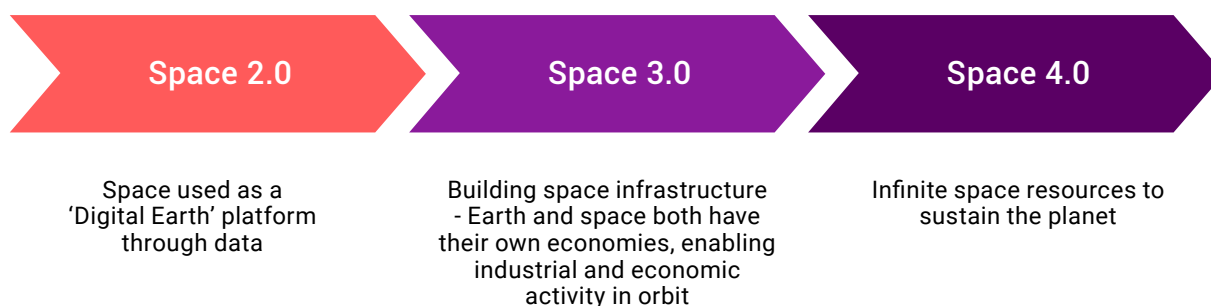 Space 2.0
Space 3.0
Space 4.0
Space used as a
‘Digital Earth’ platform
through data
Building space infrastructure
- Earth and space both have
their own economies, enabling
industrial and economic
activity in orbit
Infinite space resources to
sustain the planet